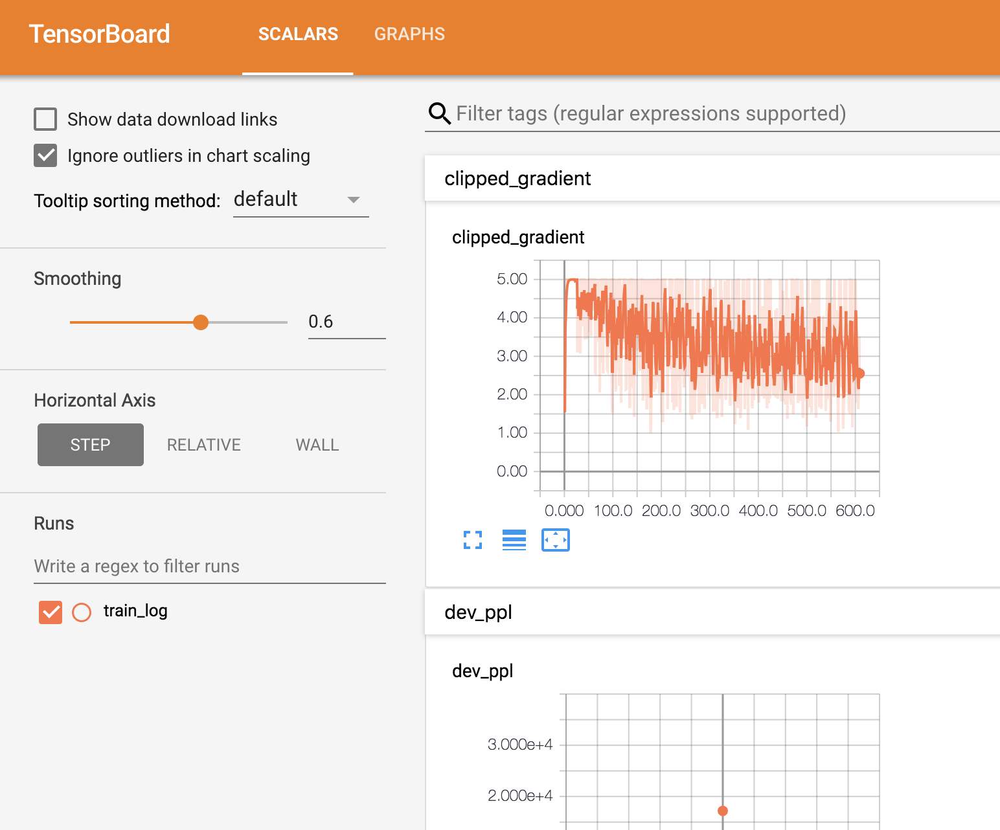 TensorBoard SCALARS GRAPHS
Show data download links
Ignore outliers in chart scaling
Tooltip sorting method: default
Smoothing
0.6
Horizontal Axis
STEP RELATIVE WALL
Runs
Write a regex to filter runs
train_log
Filter tags (regular expressions supported)
clipped_gradient
clipped_gradient
5.00
4.00
3.00
2.00
1.00
0.00
0.000 100.0 200.0 300.0 400.0 500.0 600.0
dev_ppl
dev_ppl
3.000e+4
2.000e+4